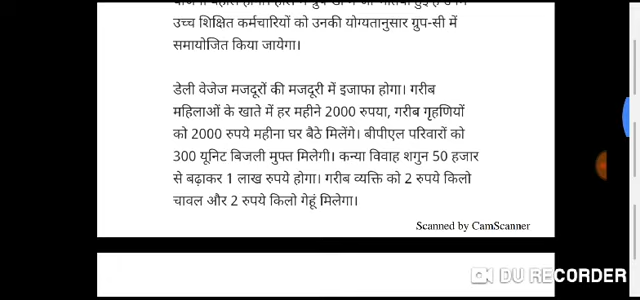 उच्च शिक्षित कर्मचारियों को उनकी योग्यतानुसार ग्रुप-सी में
समायोजित किया जायेगा।
डेली वेजेज मजदूरों की मजदूरी में इजाफा होगा। गरीब
महिलाओं के खाते में हर महीने 2000 रुपया, गरीब गृहणियों
को 2000 रुपये महीना घर बैठे मिलेंगे। बीपीएल परिवारों को
300 यूनिट बिजली मुफ्त मिलेगी। कन्या विवाह शगुन 50 हजार
से बढ़ाकर 1 लाख रुपये होगा। गरीब व्यक्ति को 2 रुपये किलो
चावल और 2 रुपये किलो गेहूं मिलेगा।
Scanned by CamScanner
DU RECORDER